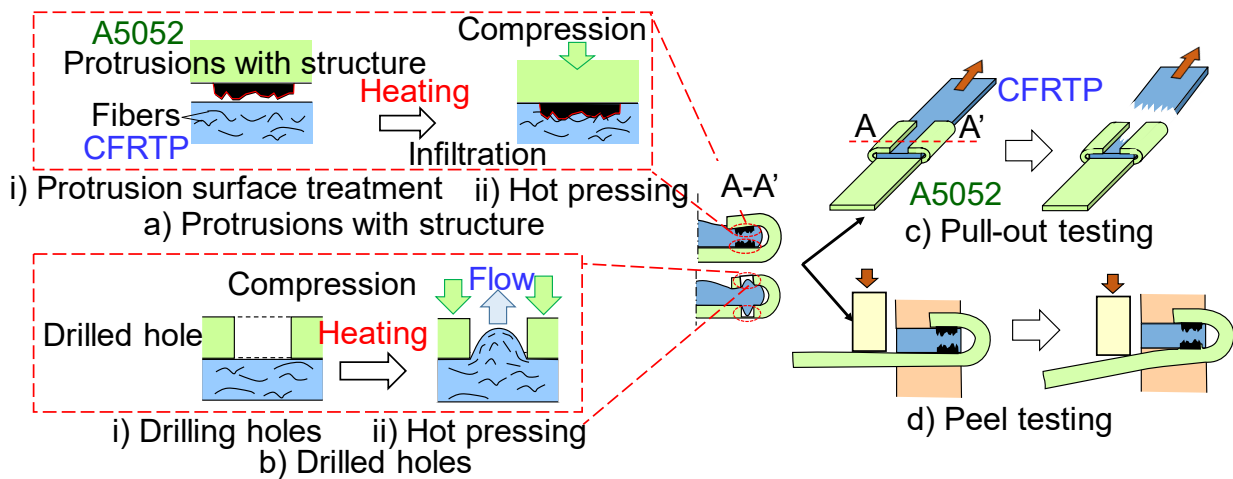 A5052
Protrusions with structure
Fibers
CFRTP
Heating
Infiltration
Compression
i) Protrusion surface treatment
ii) Hot pressing
a) Protrusions with structure
Compression
Flow
Drilled hole
Heating
i) Drilling holes
ii) Hot pressing
b) Drilled holes
A-A’
CFRTP
A
A’
A5052
c) Pull-out testing
d) Peel testing